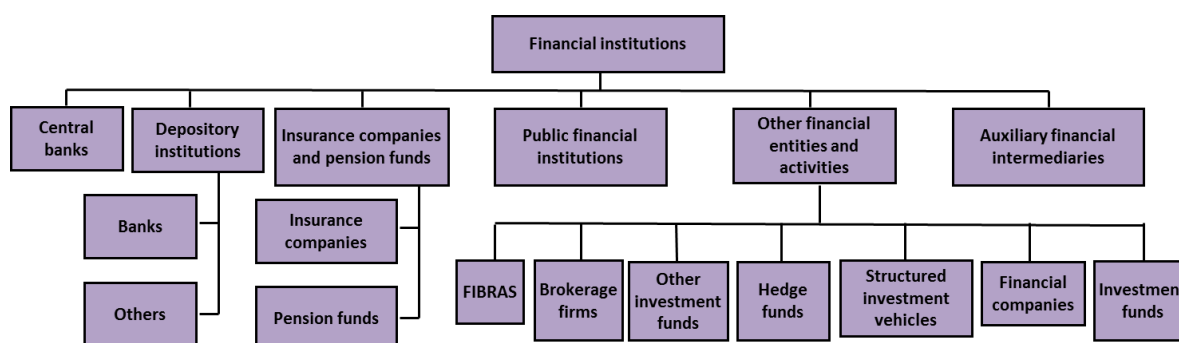 Financial institutions
Central
banks
Depository
institutions
Insurance companies
and pension funds
Public financial
institutions
Other financial
entities and
activities
Auxiliary financial
intermediaries
Banks
Others
Insurance
companies
Pension funds
FIBRAS
Brokerage
firms
Other
investment
funds
Hedge
funds
Structured
investment
vehicles
Financial
companies
Investment
funds